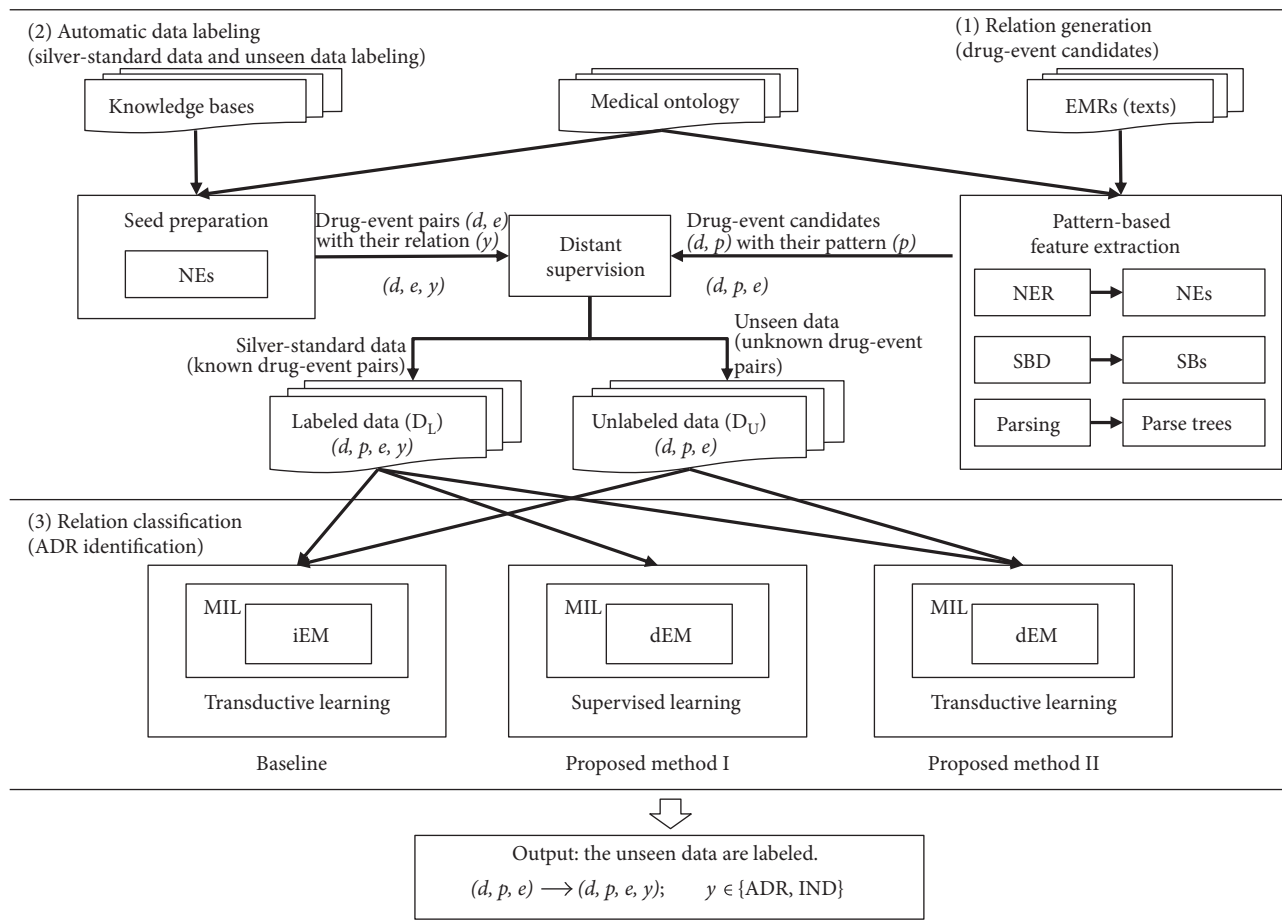 (2) Automatic data labeling
(silver-standard data and unseen data labeling)
(1) Relation generation
(drug-event candidates)
Knowledge bases
Medical ontology
EMRs (texts)
Seed preparation
NEs
Drug-event pairs (d, e)
with their relation (y)
(d, e, y)
Distant
supervision
Drug-event candidates
(d, p) with their pattern (p)
(d, p, e)
Pattern-based
feature extraction
NER
NEs
SBD
SBs
Parsing
Parse trees
Silver-standard data
(known drug-event pairs)
Unseen data
(unknown drug-event
pairs)
Labeled data (D_L)
(d, p, e, y)
Unlabeled data (D_U)
(d, p, e)
(3) Relation classification
(ADR identification)
MIL
iEM
Transductive learning
Baseline
MIL
dEM
Supervised learning
Proposed method I
MIL
dEM
Transductive learning
Proposed method II
Output: the unseen data are labeled.
(d, p, e) ⟶ (d, p, e, y); y ∈ {ADR, IND}